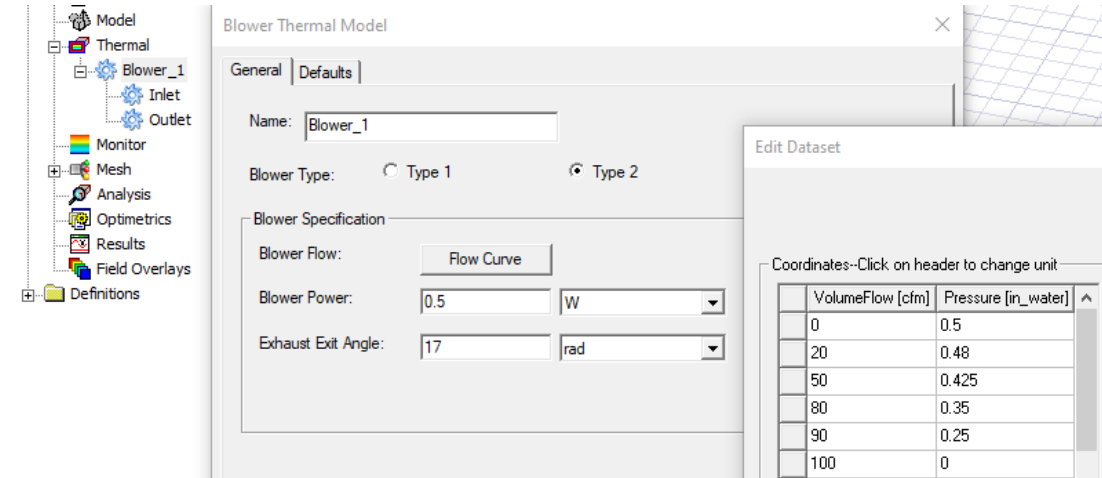 Model
Thermal
Blower_1
Inlet
Outlet
Monitor
Mesh
Analysis
Optimetrics
Results
Field Overlays
Definitions
Blower Thermal Model
General Defaults
Name: Blower_1
Blower Type: Type 1 Type 2
Blower Specification
Blower Flow: Flow Curve
Blower Power: 0.5 W
Exhaust Exit Angle: 17 rad
Edit Dataset
Coordinates--Click on header to change unit
VolumeFlow [cfm] Pressure [in_water]
0 0.5
20 0.48
50 0.425
80 0.35
90 0.25
100 0